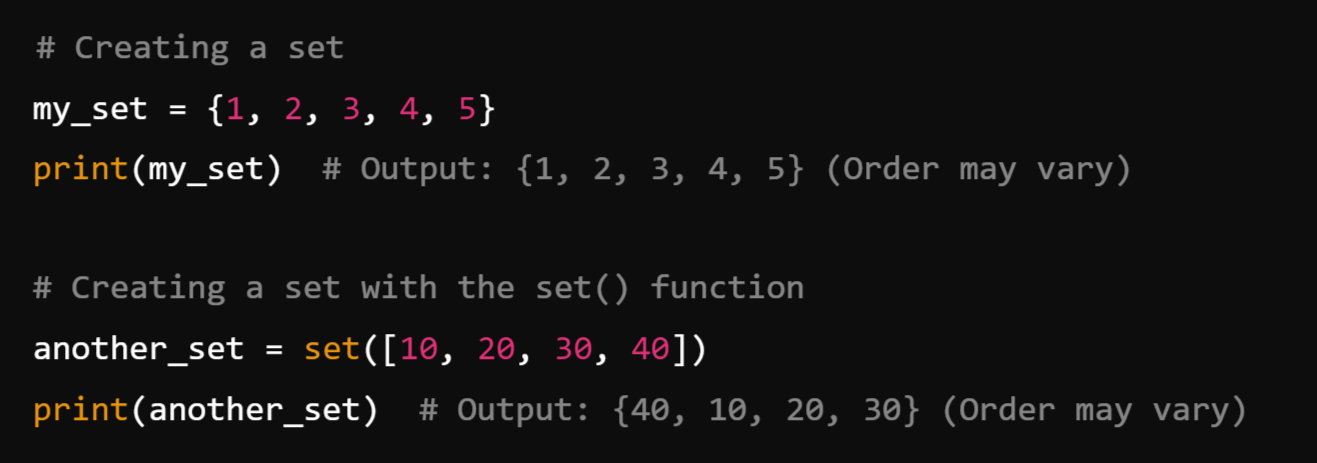 # Creating a set
my_set = {1, 2, 3, 4, 5}
print(my_set)  # Output: {1, 2, 3, 4, 5} (Order may vary)
# Creating a set with the set() function
another_set = set([10, 20, 30, 40])
print(another_set)  # Output: {40, 10, 20, 30} (Order may vary)